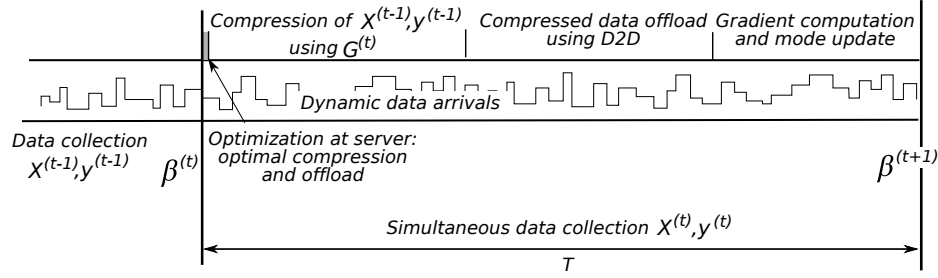 Compression of X(t-1),y(t-1)
using G(t)
Compressed data offload
using D2D
Gradient computation
and mode update
Dynamic data arrivals
Data collection
X(t-1),y(t-1)
β(t)
Optimization at server:
optimal compression
and offload
β(t+1)
Simultaneous data collection X(t),y(t)
T